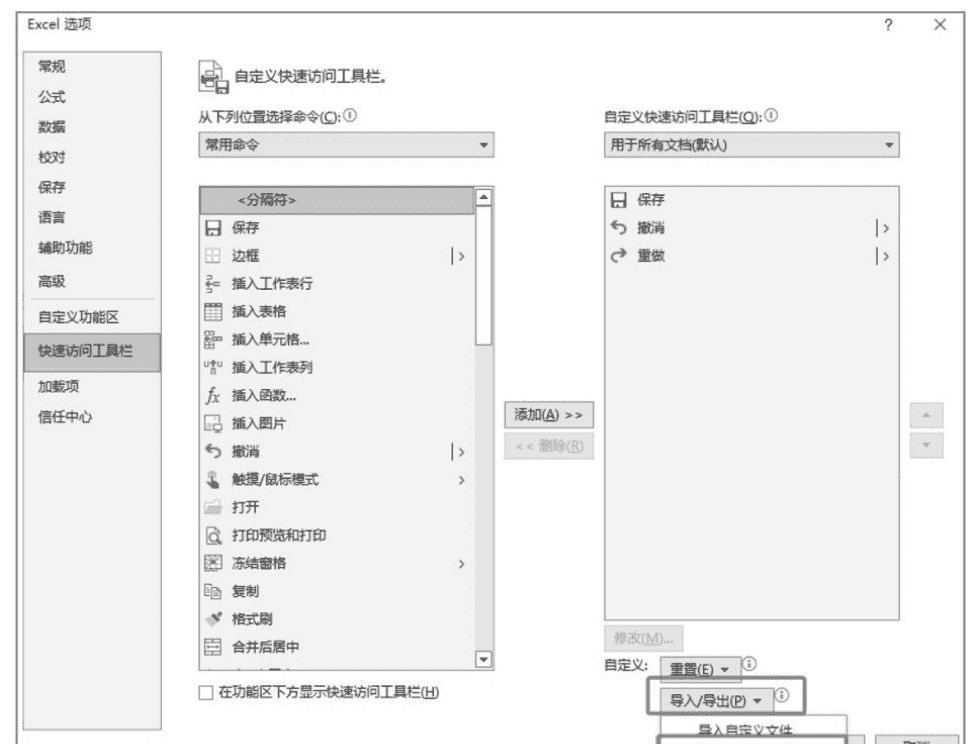 Excel 选项
?
×
常规
公式
数据
校对
保存
语言
辅助功能
高级
自定义功能区
快速访问工具栏
加载项
信任中心
自定义快速访问工具栏。
从下列位置选择命令(C):
常用命令
<分隔符>
保存
边框
插入工作表行
插入表格
插入单元格...
插入工作表列
fx 插入函数...
插入图片
撤消
触摸/鼠标模式
打开
打印预览和打印
冻结窗格
复制
格式刷
合并后居中
在功能区下方显示快速访问工具栏(H)
添加(A) >>
<< 删除(R)
自定义快速访问工具栏(Q):
用于所有文档(默认)
保存
撤消
重做
修改(M)...
自定义:
重置(E)
导入/导出(P)
导入自定义文件